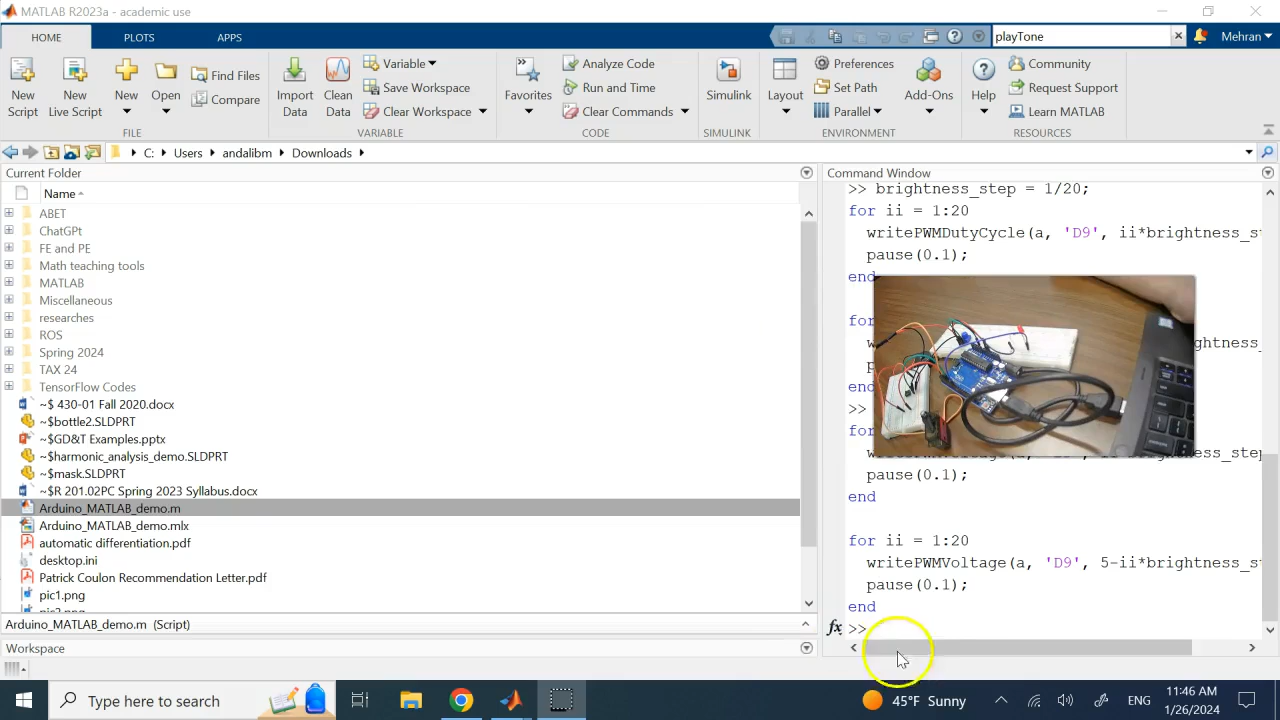 MATLAB R2023a - academic use
HOME PLOTS APPS
playTone
Mehran
New Script
New Live Script
New
Open
Find Files
Compare
FILE
Import Data
Clean Data
Variable
Save Workspace
Clear Workspace
VARIABLE
Favorites
Analyze Code
Run and Time
Clear Commands
CODE
Simulink
SIMULINK
Layout
Preferences
Set Path
Parallel
Add-Ons
ENVIRONMENT
Help
Community
Request Support
Learn MATLAB
RESOURCES
C: Users andalibm Downloads
Current Folder
Name
ABET
ChatGPt
FE and PE
Math teaching tools
MATLAB
Miscellaneous
researches
ROS
Spring 2024
TAX 24
TensorFlow Codes
~$ 430-01 Fall 2020.docx
~$bottle2.SLDPRT
~$GD&T Examples.pptx
~$harmonic_analysis_demo.SLDPRT
~$mask.SLDPRT
~$R 201.02PC Spring 2023 Syllabus.docx
Arduino_MATLAB_demo.m
Arduino_MATLAB_demo.mlx
automatic differentiation.pdf
desktop.ini
Patrick Coulon Recommendation Letter.pdf
pic1.png
Arduino_MATLAB_demo.m (Script)
Workspace
Command Window
>> brightness_step = 1/20;
for ii = 1:20
writePWMDutyCycle(a, 'D9', ii*brightness_st
pause(0.1);
end
end
>>
pause(0.1);
end
for ii = 1:20
writePWMVoltage(a, 'D9', 5-ii*brightness_st
pause(0.1);
end
fx >>
Type here to search
45°F Sunny
ENG
11:46 AM
1/26/2024